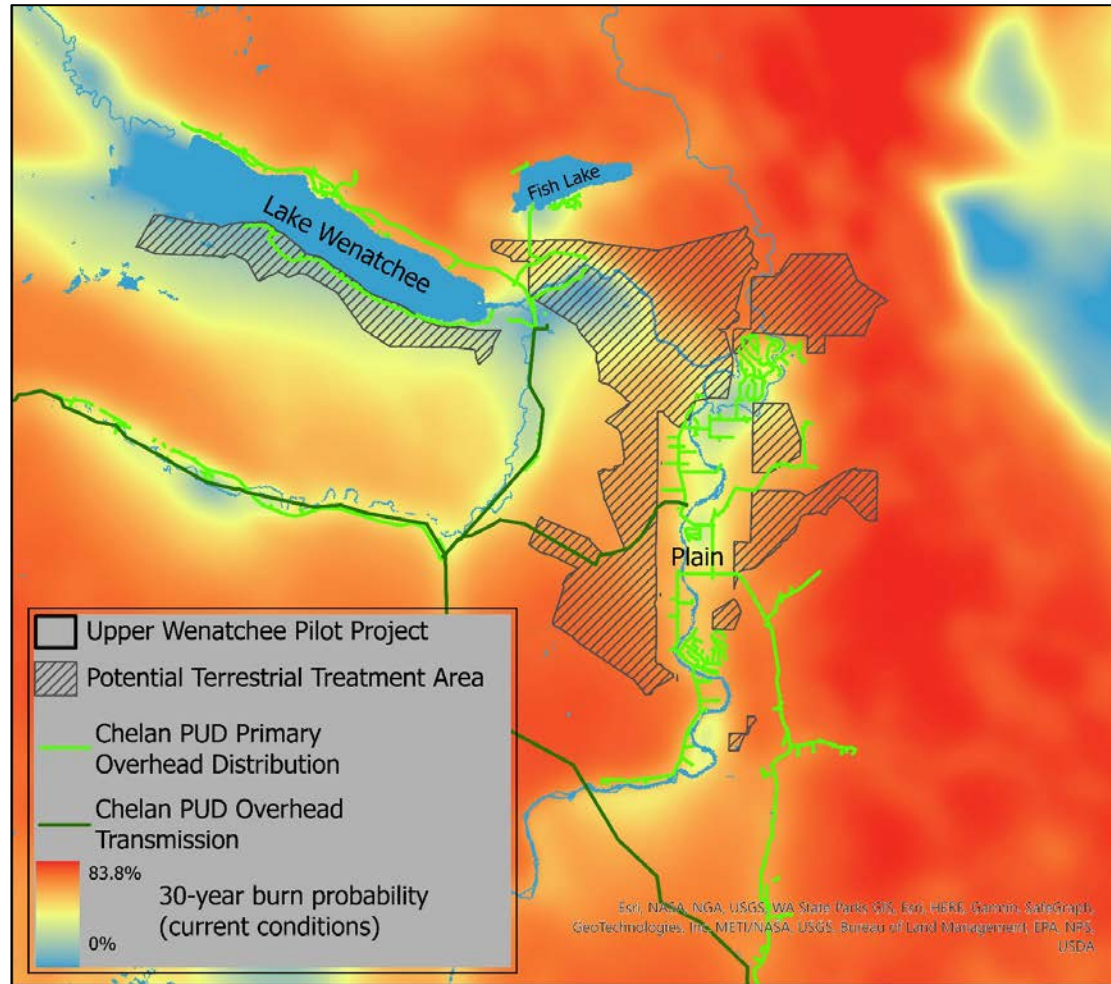 Fish Lake
Lake Wenatchee
Plain
Upper Wenatchee Pilot Project
Potential Terrestrial Treatment Area
Chelan PUD Primary
Overhead Distribution
Chelan PUD Overhead
Transmission
83.8%
30-year burn probability
(current conditions)
0%
Esri, NASA, NGA, USGS, WA State Parks GIS, Esri, HERE, Garmin, SafeGraph,
GeoTechnologies, Inc, METI/NASA, USGS, Bureau of Land Management, EPA, NPS,
USDA